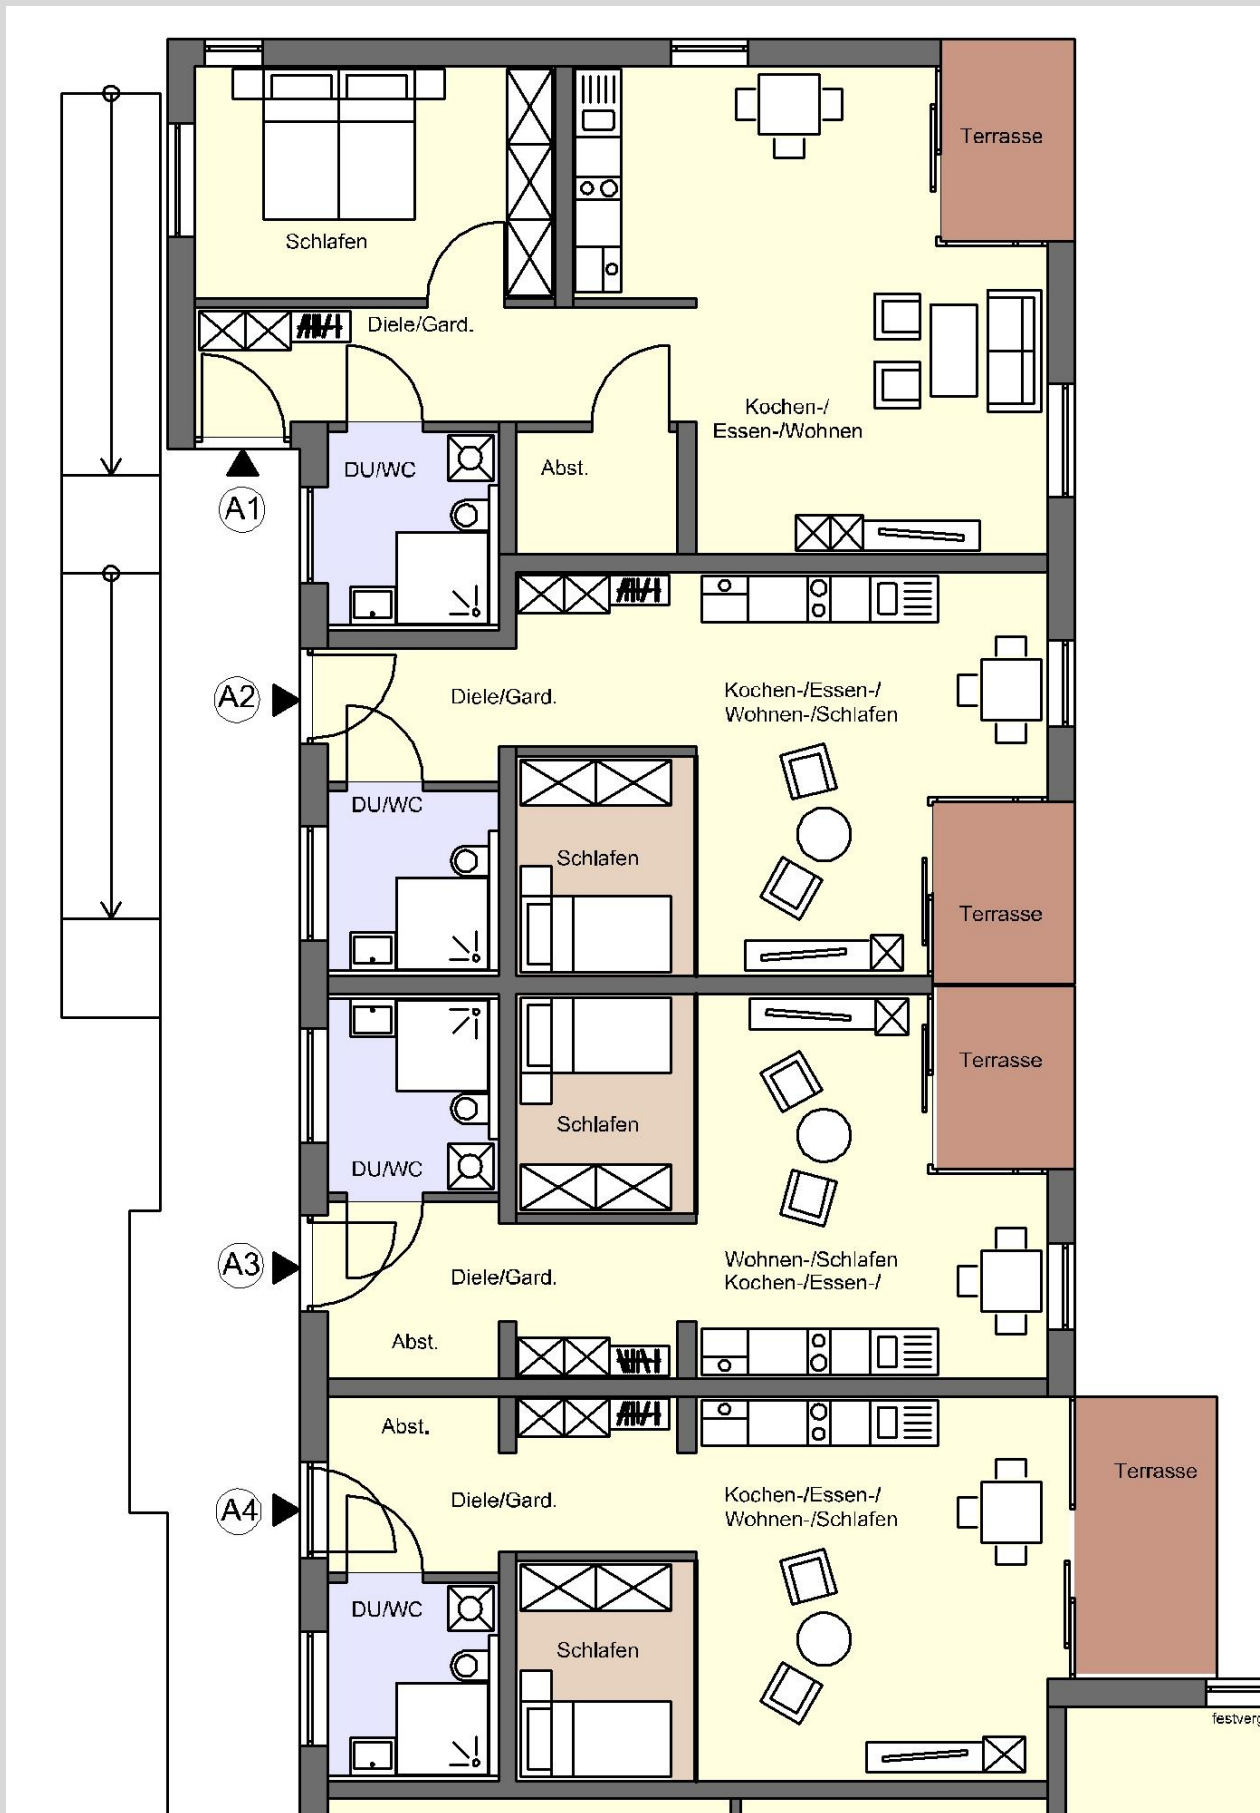 Terrasse
Schlafen
Diele/Gard.
Kochen-/
Essen-/Wohnen
DU/WC
Abst.
A1
A2
Diele/Gard.
Kochen-/Essen-/
Wohnen-/Schlafen
DU/WC
Schlafen
Terrasse
Terrasse
Schlafen
DU/WC
A3
Diele/Gard.
Wohnen-/Schlafen
Kochen-/Essen-/
Abst.
Abst.
Terrasse
A4
Diele/Gard.
Kochen-/Essen-/
Wohnen-/Schlafen
DU/WC
Schlafen
festverg